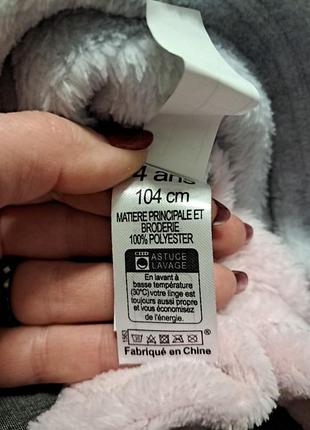 4 ans
104 cm
MATIERE PRINCIPALE ET
BRODERIE
100% POLYESTER
ASTUCE
LAVAGE
En lavant à
basse température
(30°C) votre linge est
toujours aussi propre
et vous économisez
de l'énergie.
®
Fabriqué en Chine